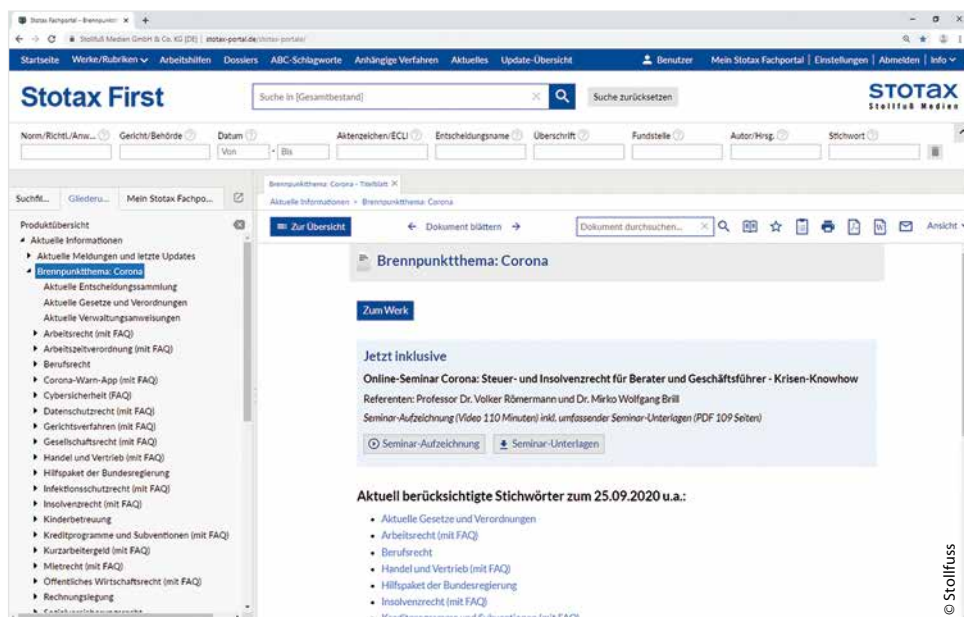 Stotax Fachportal - Brennpunkt
Stollfuß Medien GmbH & Co. KG [DE] | stotax-portal.de/stotax-portale/
Startseite Werke/Rubriken Arbeitshilfen Dossiers ABC-Schlagworte Anhängige Verfahren Aktuelles Update-Übersicht Benutzer Mein Stotax Fachportal | Einstellungen | Abmelden | Info
Stotax First
Suche in [Gesamtbestand]
Suche zurücksetzen
STOTAX
Stollfuß Medien
Norm/Richtl./Anw... Gericht/Behörde Datum Aktenzeichen/ECLI Entscheidungsname Überschrift Fundstelle Autor/Hrsg. Stichwort
Von - Bis
Suchfil... Gliederu... Mein Stotax Fachpo...
Produktübersicht
Aktuelle Informationen
Aktuelle Meldungen und letzte Updates
Brennpunktthema: Corona
Aktuelle Entscheidungssammlung
Aktuelle Gesetze und Verordnungen
Aktuelle Verwaltungsanweisungen
Arbeitsrecht (mit FAQ)
Arbeitszeitverordnung (mit FAQ)
Berufsrecht
Corona-Warn-App (mit FAQ)
Cybersicherheit (FAQ)
Datenschutzrecht (mit FAQ)
Gerichtsverfahren (mit FAQ)
Gesellschaftsrecht (mit FAQ)
Handel und Vertrieb (mit FAQ)
Hilfspaket der Bundesregierung
Infektionsschutzrecht (mit FAQ)
Insolvenzrecht (mit FAQ)
Kinderbetreuung
Kreditprogramme und Subventionen (mit FAQ)
Kurzarbeitergeld (mit FAQ)
Mietrecht (mit FAQ)
Öffentliches Wirtschaftsrecht (mit FAQ)
Rechnungslegung
Brennpunktthema: Corona - Titelblatt
Aktuelle Informationen > Brennpunktthema: Corona
Zur Übersicht
Dokument blättern
Dokument durchsuchen...
Ansicht
Brennpunktthema: Corona
Zum Werk
Jetzt inklusive
Online-Seminar Corona: Steuer- und Insolvenzrecht für Berater und Geschäftsführer - Krisen-Knowhow
Referenten: Professor Dr. Volker Römermann und Dr. Mirko Wolfgang Brill
Seminar-Aufzeichnung (Video 110 Minuten) inkl. umfassender Seminar-Unterlagen (PDF 109 Seiten)
Seminar-Aufzeichnung Seminar-Unterlagen
Aktuell berücksichtigte Stichwörter zum 25.09.2020 u.a.:
Aktuelle Gesetze und Verordnungen
Arbeitsrecht (mit FAQ)
Berufsrecht
Handel und Vertrieb (mit FAQ)
Hilfspaket der Bundesregierung
Insolvenzrecht (mit FAQ)
© Stollfuss